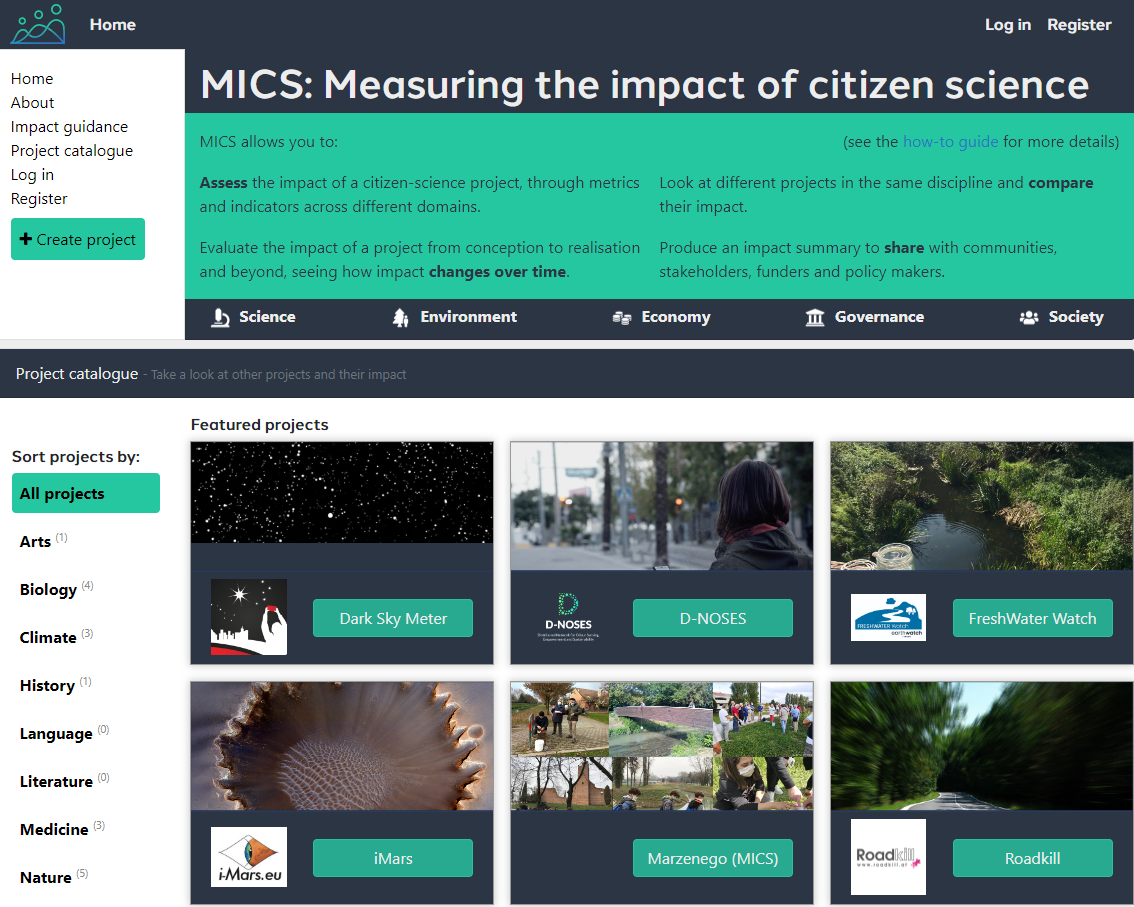 Home
Log in Register
Home
About
Impact guidance
Project catalogue
Log in
Register
+ Create project
MICS: Measuring the impact of citizen science
MICS allows you to:
(see the how-to guide for more details)
Assess the impact of a citizen-science project, through metrics
and indicators across different domains.
Look at different projects in the same discipline and compare
their impact.
Evaluate the impact of a project from conception to realisation
and beyond, seeing how impact changes over time.
Produce an impact summary to share with communities,
stakeholders, funders and policy makers.
Science Environment Economy Governance Society
Project catalogue - Take a look at other projects and their impact
Sort projects by:
All projects
Arts (1)
Biology (4)
Climate (3)
History (1)
Language (0)
Literature (0)
Medicine (3)
Nature (5)
Featured projects
Dark Sky Meter
D-NOSES
D-NOSES
FRESHWATER Watch
earthwatch
FreshWater Watch
i-Mars.eu
iMars
Marzenego (MICS)
Roadkill
www.roadkill.at
Roadkill